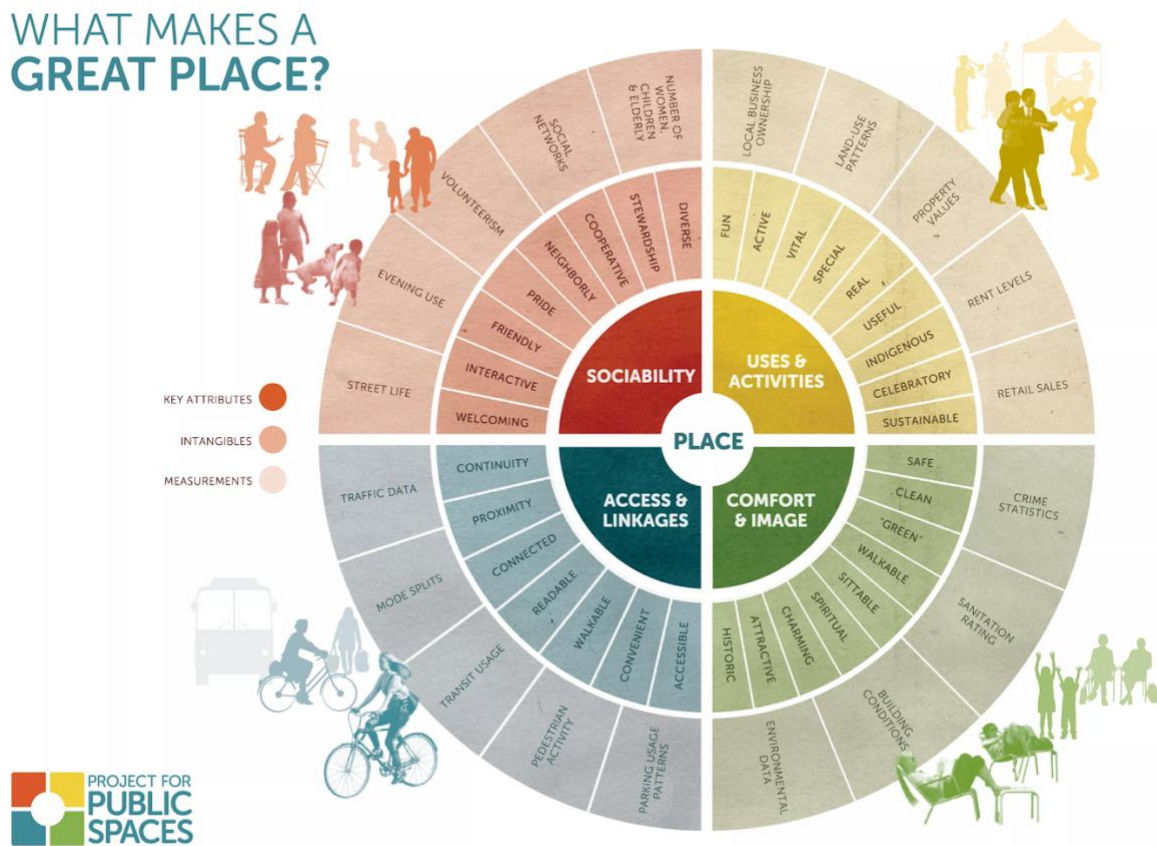 WHAT MAKES A
GREAT PLACE?
KEY ATTRIBUTES
INTANGIBLES
MEASUREMENTS
PLACE
SOCIABILITY
USES &
ACTIVITIES
ACCESS &
LINKAGES
COMFORT
& IMAGE
WELCOMING
INTERACTIVE
FRIENDLY
PRIDE
NEIGHBORLY
COOPERATIVE
STEWARDSHIP
DIVERSE
FUN
ACTIVE
VITAL
SPECIAL
REAL
USEFUL
INDIGENOUS
CELEBRATORY
SUSTAINABLE
SAFE
CLEAN
"GREEN"
WALKABLE
SITTABLE
SPIRITUAL
CHARMING
ATTRACTIVE
HISTORIC
ACCESSIBLE
CONVENIENT
WALKABLE
READABLE
CONNECTED
PROXIMITY
CONTINUITY
STREET LIFE
EVENING USE
VOLUNTEERISM
SOCIAL
NETWORKS
NUMBER OF
WOMEN,
CHILDREN
& ELDERLY
LOCAL BUSINESS
OWNERSHIP
LAND-USE
PATTERNS
PROPERTY
VALUES
RENT LEVELS
RETAIL SALES
CRIME
STATISTICS
SANITATION
RATING
BUILDING
CONDITIONS
ENVIRONMENTAL
DATA
PARKING USAGE
PATTERNS
PEDESTRIAN
ACTIVITY
TRANSIT USAGE
MODE SPLITS
TRAFFIC DATA
PROJECT FOR
PUBLIC
SPACES